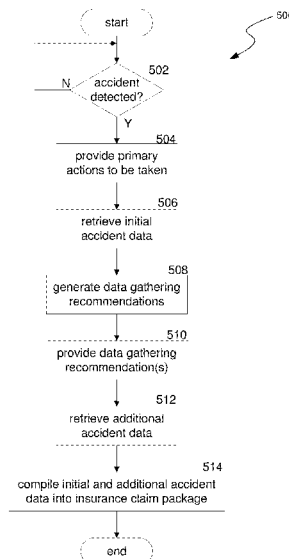 start
502
N
accident
detected?
Y
504
provide primary
actions to be taken
506
retrieve initial
accident data
508
generate data gathering
recommendations
510
provide data gathering
recommendation(s)
512
retrieve additional
accident data
514
compile initial and additional accident
data into insurance claim package
end